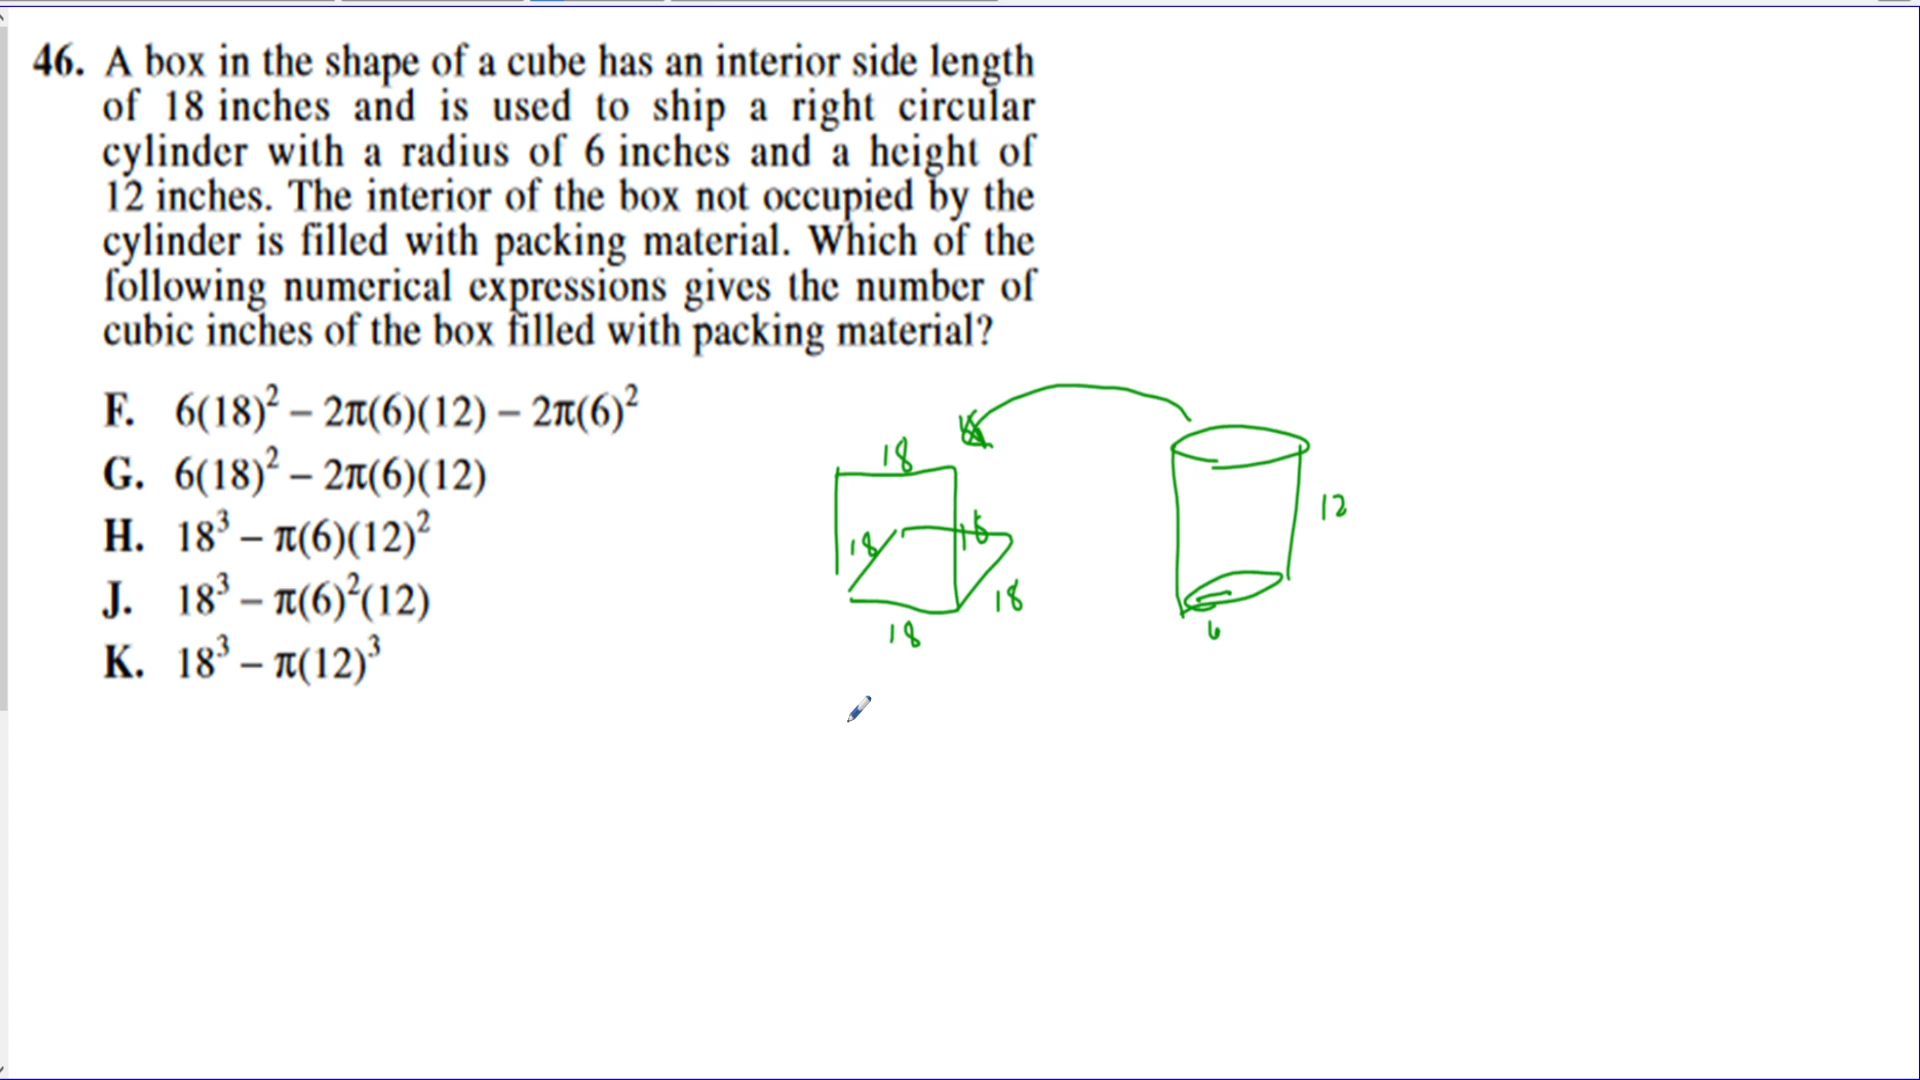 46. A box in the shape of a cube has an interior side length
of 18 inches and is used to ship a right circular
cylinder with a radius of 6 inches and a height of
12 inches. The interior of the box not occupied by the
cylinder is filled with packing material. Which of the
following numerical expressions gives the number of
cubic inches of the box filled with packing material?
F. 6(18)² – 2π(6)(12) – 2π(6)²
G. 6(18)² – 2π(6)(12)
H. 18³ – π(6)(12)²
J. 18³ – π(6)²(12)
K. 18³ – π(12)³
18
18
18
18
12
6